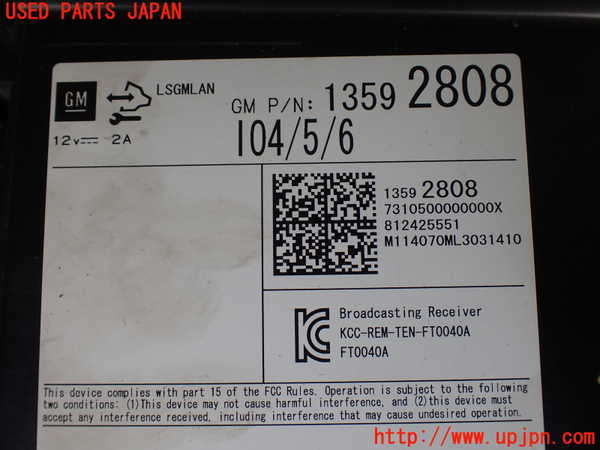 USED PARTS JAPAN
GM
LSGMLAN
GM P/N: 1359 2808
12v 2A
I04/5/6
1359 2808
7310500000000X
812425551
M114070ML3031410
Broadcasting Receiver
KCC-REM-TEN-FT0040A
FT0040A
This device complies with part 15 of the FCC Rules. Operation is subject to the following
two conditions: (1)This device may not cause harmful interference, and (2)this device must
accept any interference received, including interference that may cause undesired operation.
http://www.upjpn.com/